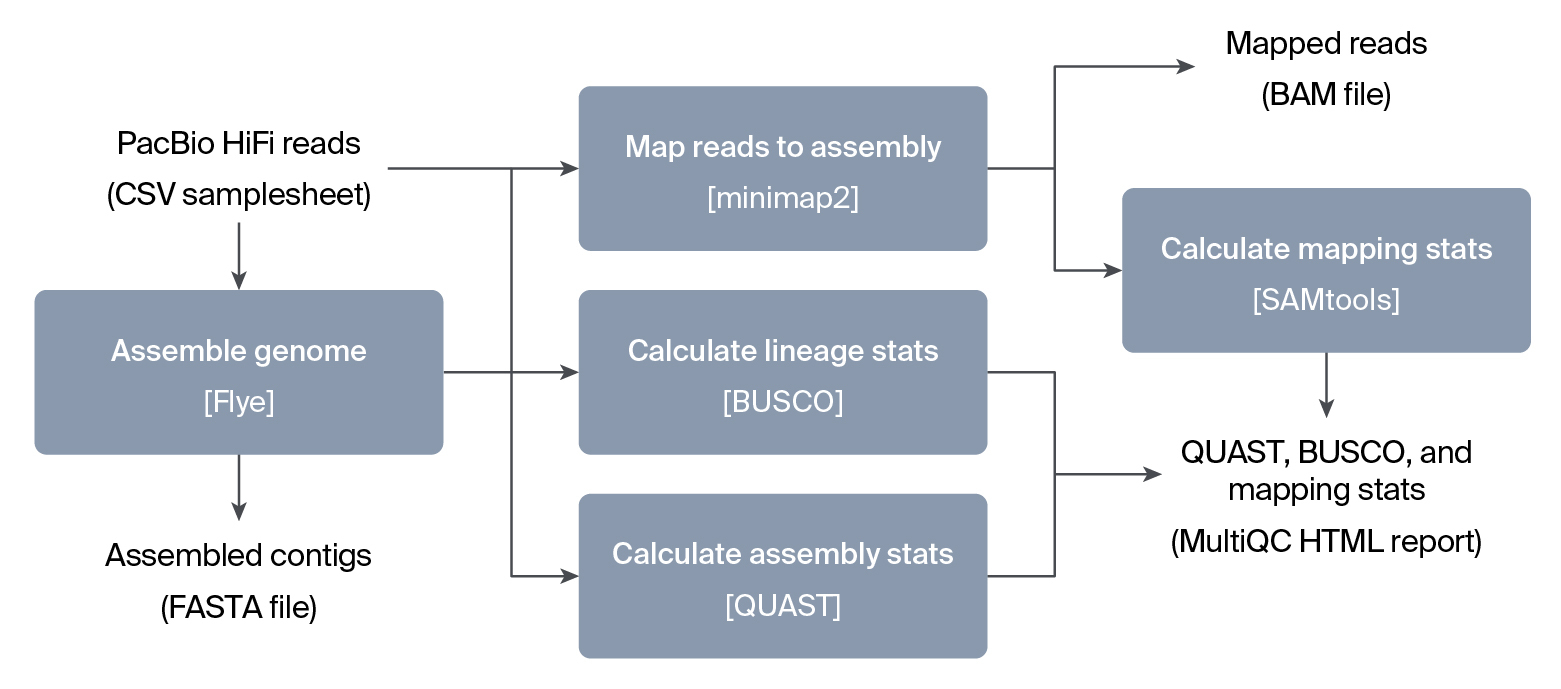 PacBio HiFi reads
(CSV samplesheet)
Assemble genome
[Flye]
Assembled contigs
(FASTA file)
Map reads to assembly
[minimap2]
Calculate lineage stats
[BUSCO]
Calculate assembly stats
[QUAST]
Mapped reads
(BAM file)
Calculate mapping stats
[SAMtools]
QUAST, BUSCO, and
mapping stats
(MultiQC HTML report)